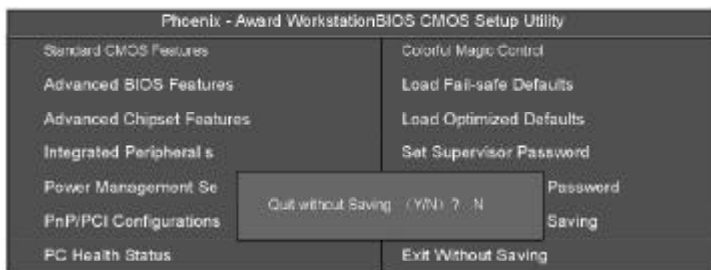 Phoenix - Award WorkstationBIOS CMOS Setup Utility
Standard CMOS Features
Advanced BIOS Features
Advanced Chipset Features
Integrated Peripheral s
Power Management Se
PnP/PCI Configurations
PC Health Status
Colorful Magic Control
Load Fail-safe Defaults
Load Optimized Defaults
Set Supervisor Password
Password
Saving
Exit Without Saving
Quit without Saving (Y/N) ? N